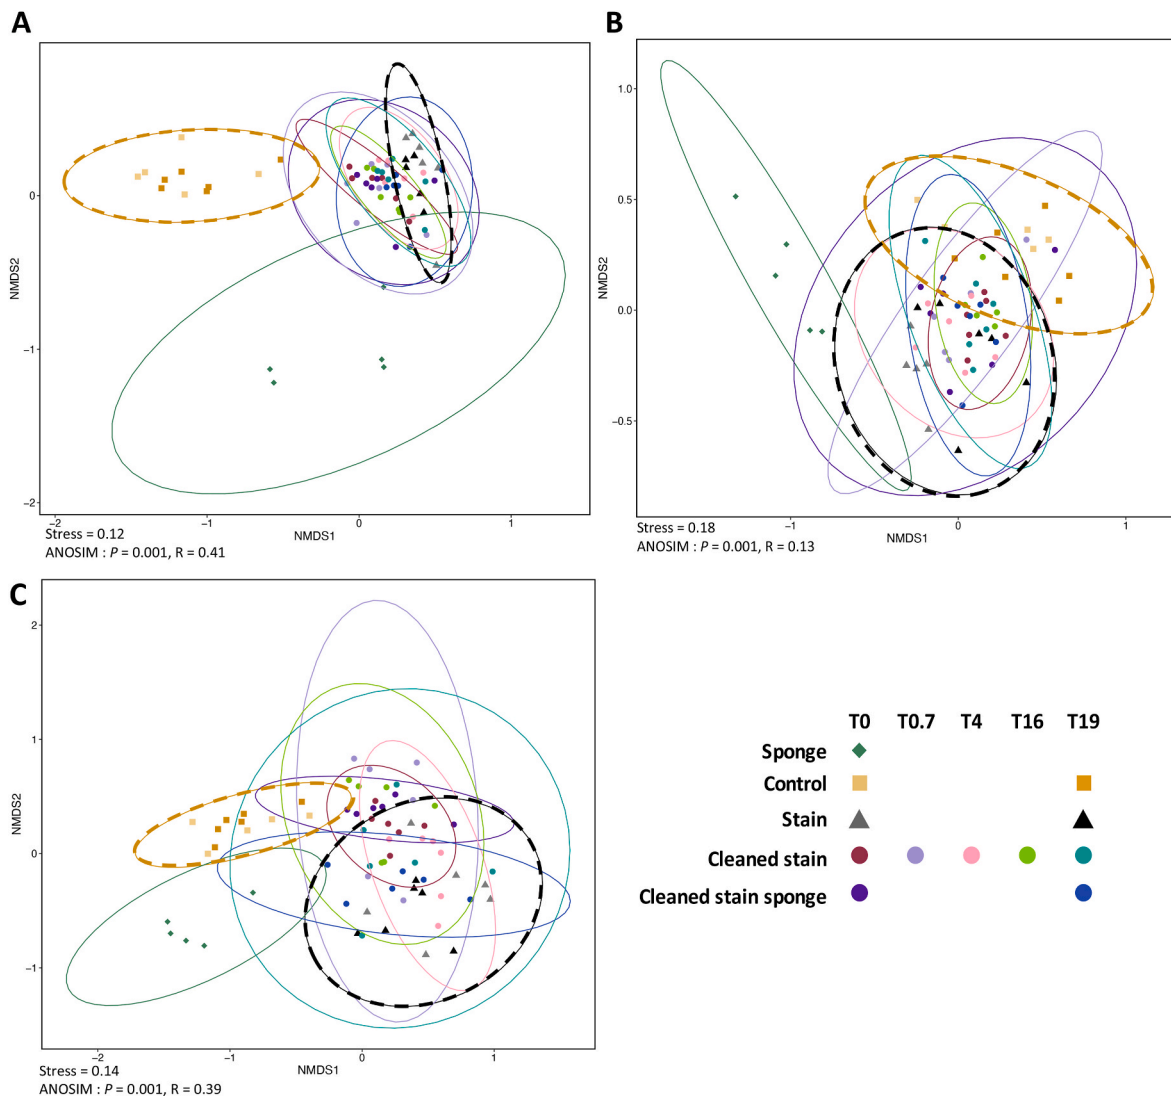 A
B
0
−1
−2
NMDS2
−2
−1
0
1
NMDS1
Stress = 0.12
ANOSIM : P = 0.001, R = 0.41
1.0
0.5
0.0
−0.5
NMDS2
−1
0
1
NMDS1
Stress = 0.18
ANOSIM : P = 0.001, R = 0.13
C
2
1
0
−1
NMDS2
−2
−1
0
1
NMDS1
Stress = 0.14
ANOSIM : P = 0.001, R = 0.39
T0 T0.7 T4 T16 T19
Sponge
Control
Stain
Cleaned stain
Cleaned stain sponge